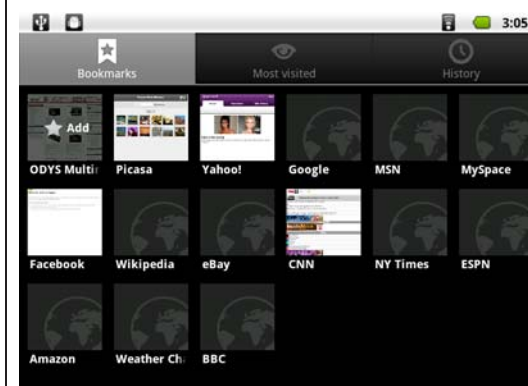 3:05
Bookmarks Most visited History
Add
ODYS Multi Picasa Yahoo! Google MSN MySpace
Facebook Wikipedia eBay CNN NY Times ESPN
Amazon Weather Ch BBC